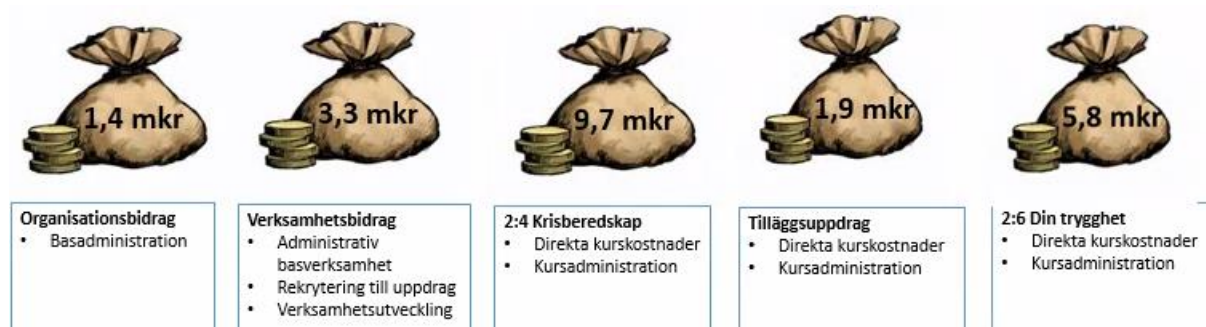 1,4 mkr
3,3 mkr
9,7 mkr
1,9 mkr
5,8 mkr
Organisationsbidrag
• Basadministration
Verksamhetsbidrag
• Administrativ
basverksamhet
• Rekrytering till uppdrag
• Verksamhetsutveckling
2:4 Krisberedskap
• Direkta kurskostnader
• Kursadministration
Tilläggsuppdrag
• Direkta kurskostnader
• Kursadministration
2:6 Din trygghet
• Direkta kurskostnader
• Kursadministration